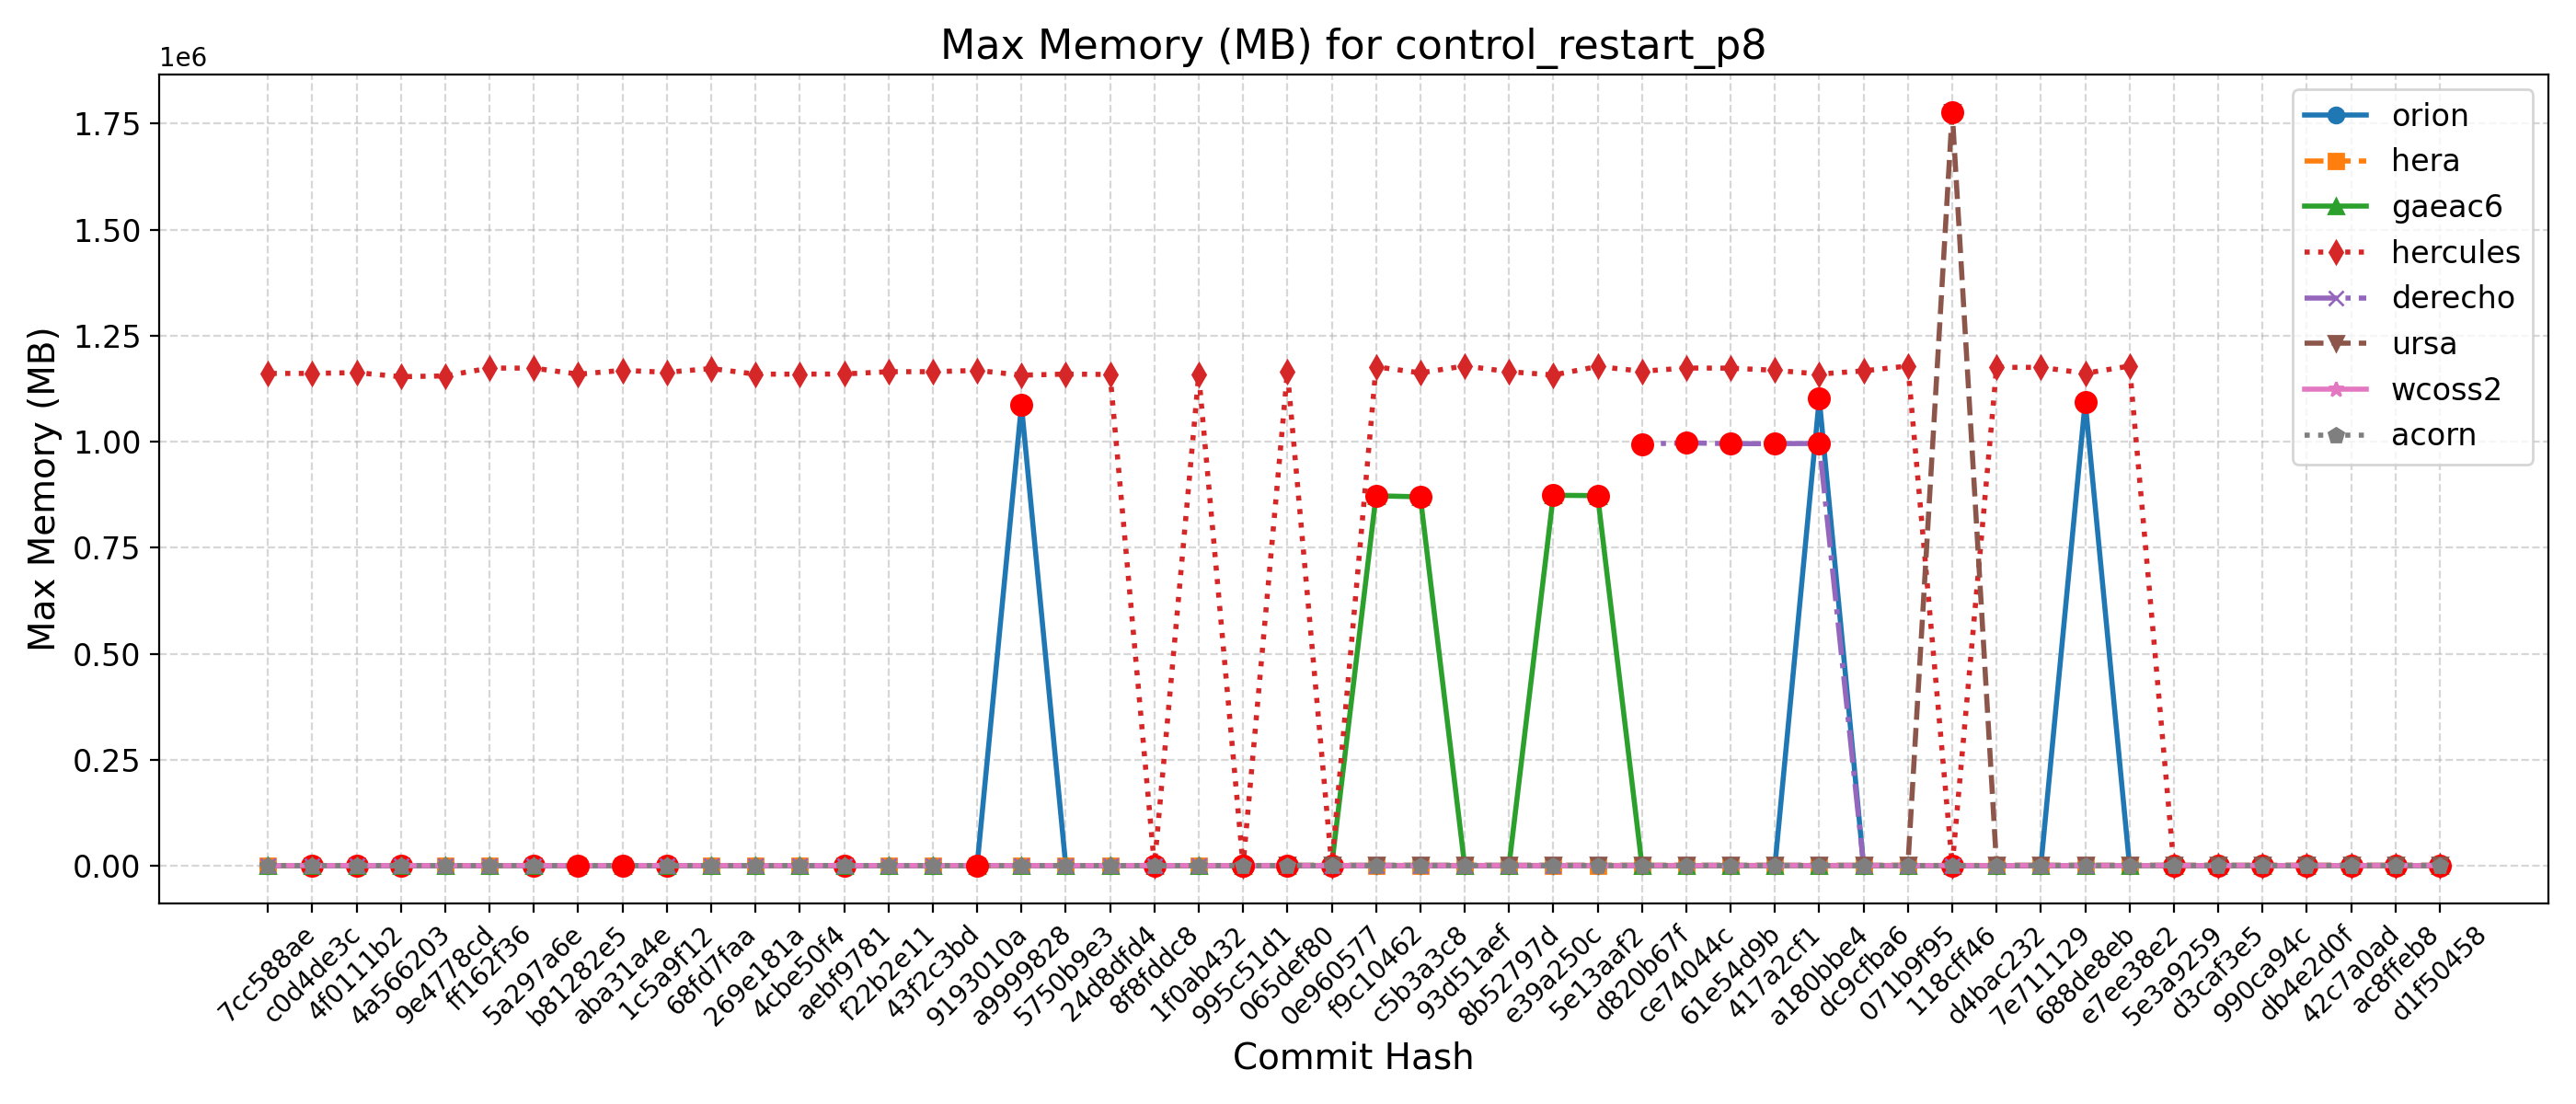 Max Memory (MB) for control_restart_p8
1e6
1.75
1.50
1.25
1.00
0.75
0.50
0.25
0.00
Max Memory (MB)
orion
hera
gaeac6
hercules
derecho
ursa
wcoss2
acorn
7cc588ae
c0d4de3c
4f0111b2
4a566203
9e4778cd
ff162f36
5a297a6e
b81282e5
aba31a4e
1c5a9f12
68fd7faa
269e181a
4cbe50f4
aebf9781
f22b2e11
43f2c3bd
9193010a
a9999828
5750b9e3
24d8dfd4
8f8fddc8
1f0ab432
995c51d1
065def80
0e960577
f9c10462
c5b3a3c8
93d51aef
8b52797d
e39a250c
5e13aaf2
d820b67f
ce74044c
61e54d9b
417a2cf1
a180bbe4
dc9cfba6
071b9f95
118cff46
d4bac232
7e711129
688de8eb
e7ee38e2
5e3a9259
d3caf3e5
990ca94c
db4e2d0f
42c7a0ad
ac8ffeb8
d1f50458
Commit Hash